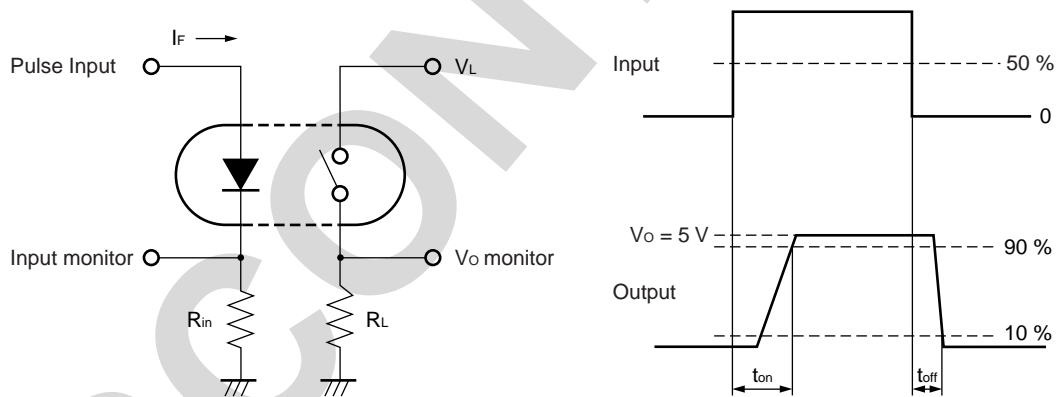 IF
Pulse Input
VL
Input monitor
VO monitor
Rin
RL
Input
50 %
0
VO = 5 V
90 %
Output
10 %
ton
toff